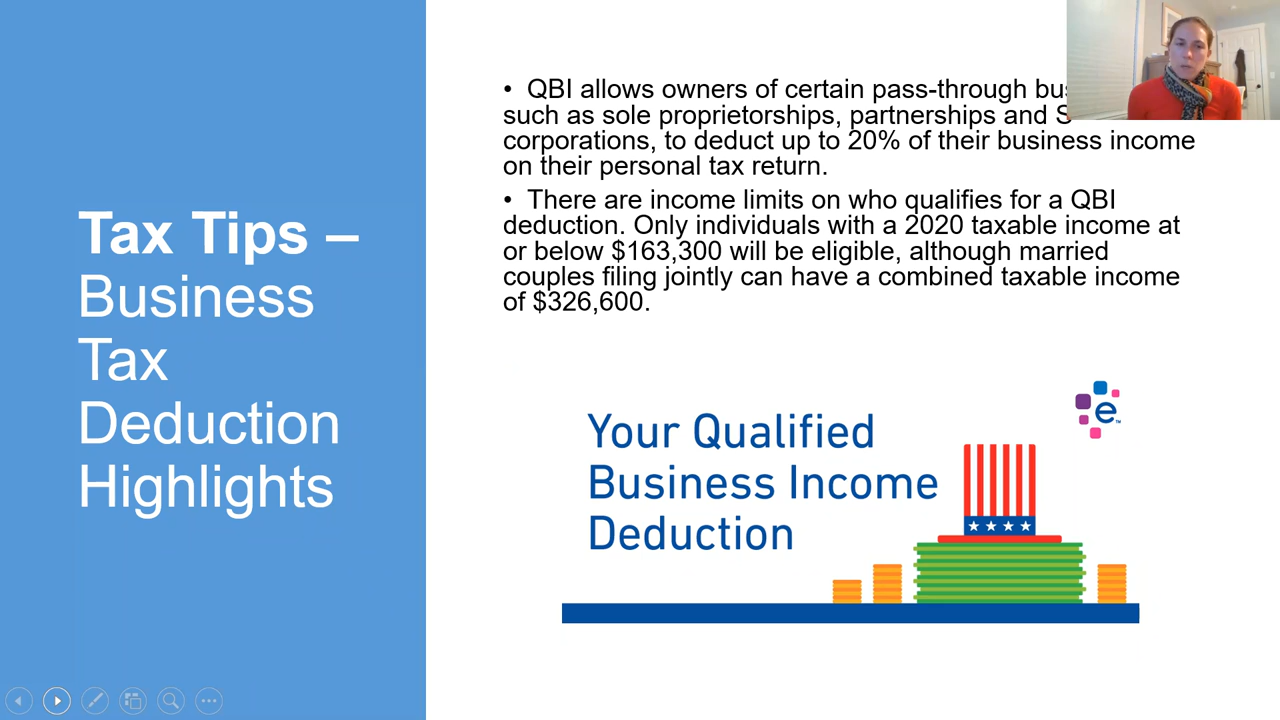 Tax Tips –
Business
Tax
Deduction
Highlights
• QBI allows owners of certain pass-through
such as sole proprietorships, partnerships and S
corporations, to deduct up to 20% of their business income
on their personal tax return.
• There are income limits on who qualifies for a QBI
deduction. Only individuals with a 2020 taxable income at
or below $163,300 will be eligible, although married
couples filing jointly can have a combined taxable income
of $326,600.
Your Qualified
Business Income
Deduction
e™